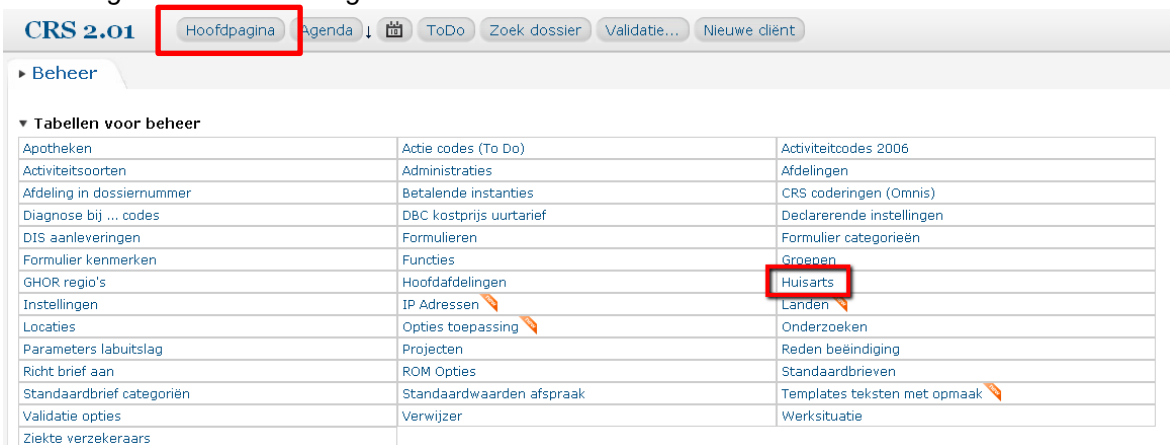 CRS 2.01 Hoofdpagina Agenda ↓ ToDo Zoek dossier Validatie... Nieuwe cliënt
▸ Beheer
▾ Tabellen voor beheer
Apotheken Actie codes (To Do) Activiteitcodes 2006
Activiteitsoorten Administraties Afdelingen
Afdeling in dossiernummer Betalende instanties CRS coderingen (Omnis)
Diagnose bij ... codes DBC kostprijs uurtarief Declarerende instellingen
DIS aanleveringen Formulieren Formulier categorieën
Formulier kenmerken Functies Groepen
GHOR regio's Hoofdafdelingen Huisarts
Instellingen IP Adressen Landen
Locaties Opties toepassing Onderzoeken
Parameters labuitslag Projecten Reden beëindiging
Richt brief aan ROM Opties Standaardbrieven
Standaardbrief categoriën Standaardwaarden afspraak Templates teksten met opmaak
Validatie opties Verwijzer Werksituatie
Ziekte verzekeraars